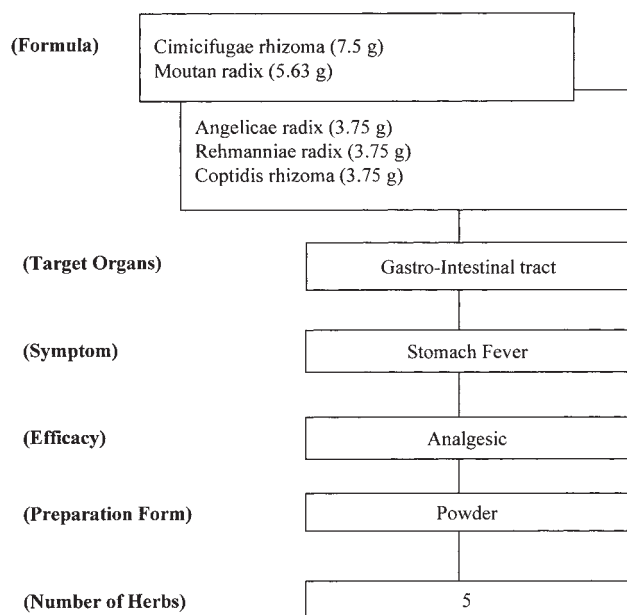 (Formula)
Cimicifugae rhizoma (7.5 g)
Moutan radix (5.63 g)
Angelicae radix (3.75 g)
Rehmanniae radix (3.75 g)
Coptidis rhizoma (3.75 g)
(Target Organs) Gastro-Intestinal tract
(Symptom) Stomach Fever
(Efficacy) Analgesic
(Preparation Form) Powder
(Number of Herbs) 5